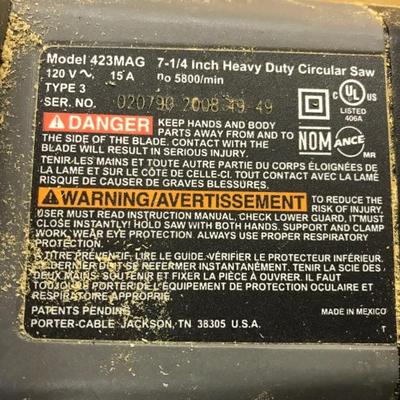 Model 423MAG 7-1/4 Inch Heavy Duty Circular Saw
120 V ~ 15 A no 5800/min
TYPE 3
SER. NO. 020790 2008 49 49
UL
LISTED
406A
NOM ANCE
MR
DANGER KEEP HANDS AND BODY
PARTS AWAY FROM AND TO
THE SIDE OF THE BLADE. CONTACT WITH THE
BLADE WILL RESULT IN SERIOUS INJURY.
TENIR LES MAINS ET TOUTE AUTRE PARTIE DU CORPS ÉLOIGNÉES DE
LA LAME ET SUR LE CÔTÉ DE CELLE-CI. TOUT CONTACT AVEC LA LAME
RISQUE DE CAUSER DE GRAVES BLESSURES.
WARNING/AVERTISSEMENT TO REDUCE THE
RISK OF INJURY,
USER MUST READ INSTRUCTION MANUAL, CHECK LOWER GUARD, IT MUST
CLOSE INSTANTLY! HOLD SAW WITH BOTH HANDS. SUPPORT AND CLAMP
WORK, WEAR EYE PROTECTION. ALWAYS USE PROPER RESPIRATORY
PROTECTION.
À TITRE PRÉVENTIF, LIRE LE GUIDE. VÉRIFIER LE PROTECTEUR INFÉRIEUR.
CE DERNIER DOIT SE REFERMER INSTANTANÉMENT. TENIR LA SCIE DES
DEUX MAINS. SOUTENIR ET FIXER LA PIÈCE À OUVRER. IL FAUT
TOUJOURS PORTER DE L'ÉQUIPEMENT DE PROTECTION OCULAIRE ET
RESPIRATOIRE APPROPRIÉ.
PATENTS PENDING
PORTER-CABLE JACKSON, TN 38305 U.S.A.
MADE IN MEXICO
T